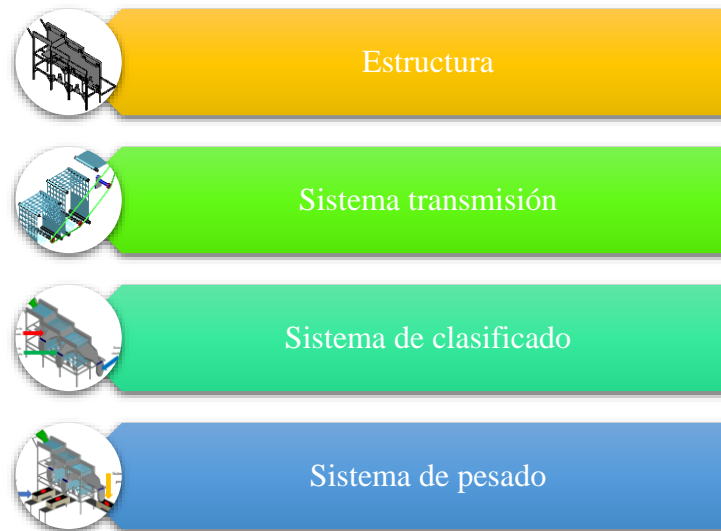 Estructura
Sistema transmisión
Sistema de clasificado
Sistema de pesado